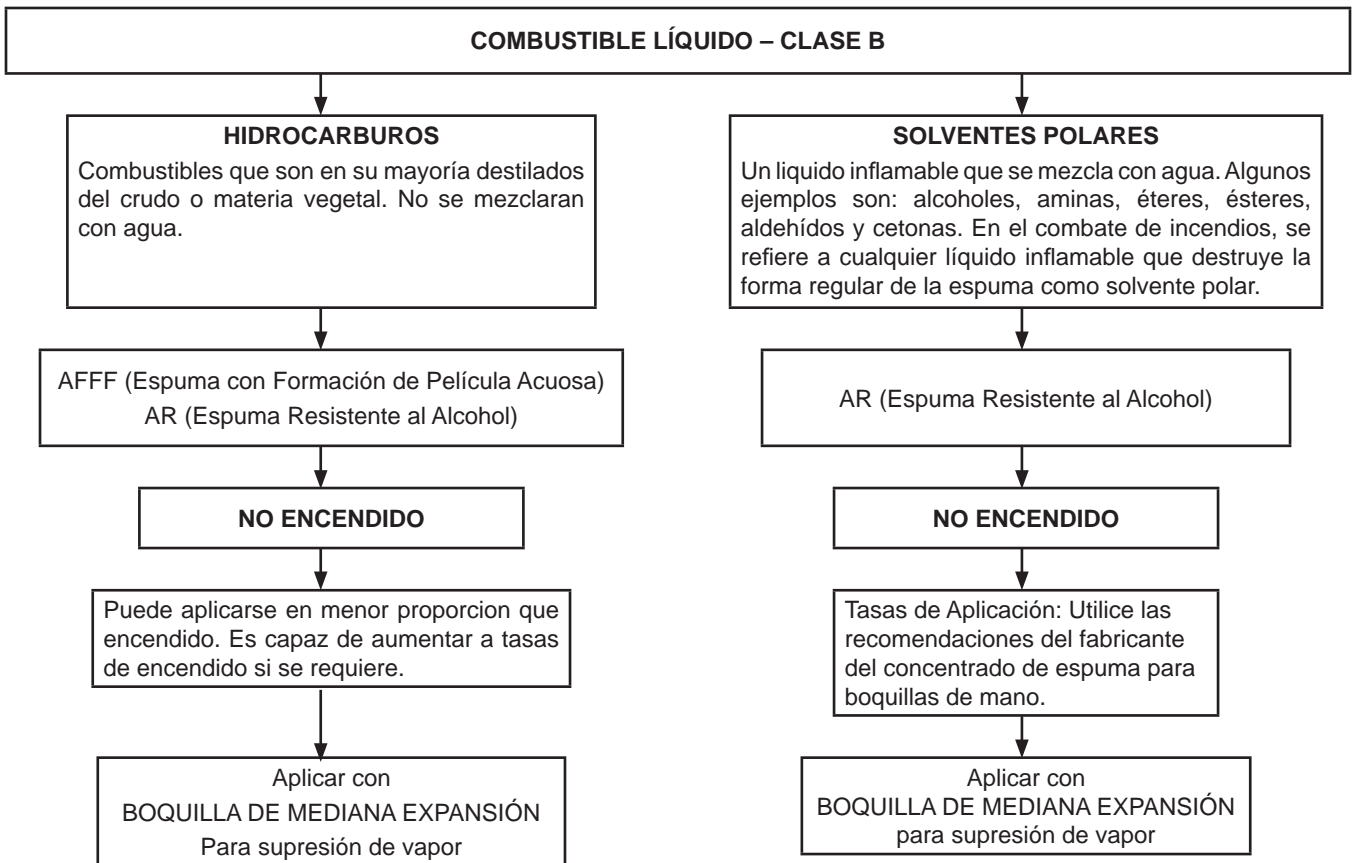 COMBUSTIBLE LÍQUIDO – CLASE B
HIDROCARBUROS
Combustibles que son en su mayoría destilados
del crudo o materia vegetal. No se mezclaran
con agua.
SOLVENTES POLARES
Un liquido inflamable que se mezcla con agua. Algunos
ejemplos son: alcoholes, aminas, éteres, ésteres,
aldehídos y cetonas. En el combate de incendios, se
refiere a cualquier líquido inflamable que destruye la
forma regular de la espuma como solvente polar.
AFFF (Espuma con Formación de Película Acuosa)
AR (Espuma Resistente al Alcohol)
AR (Espuma Resistente al Alcohol)
NO ENCENDIDO
NO ENCENDIDO
Puede aplicarse en menor proporcion que
encendido. Es capaz de aumentar a tasas
de encendido si se requiere.
Tasas de Aplicación: Utilice las
recomendaciones del fabricante
del concentrado de espuma para
boquillas de mano.
Aplicar con
BOQUILLA DE MEDIANA EXPANSIÓN
Para supresión de vapor
Aplicar con
BOQUILLA DE MEDIANA EXPANSIÓN
para supresión de vapor